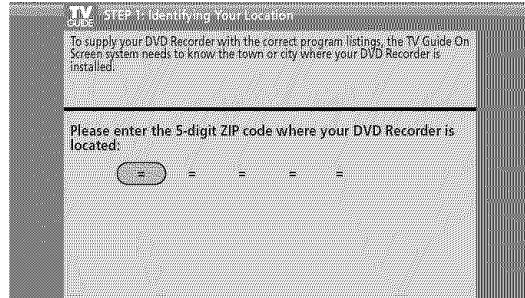 TV
GUIDE
STEP 1: Identifying Your Location
To supply your DVD Recorder with the correct program listings, the TV Guide On
Screen system needs to know the town or city where your DVD Recorder is
installed.
Please enter the 5-digit ZIP code where your DVD Recorder is
located:
= = = = =